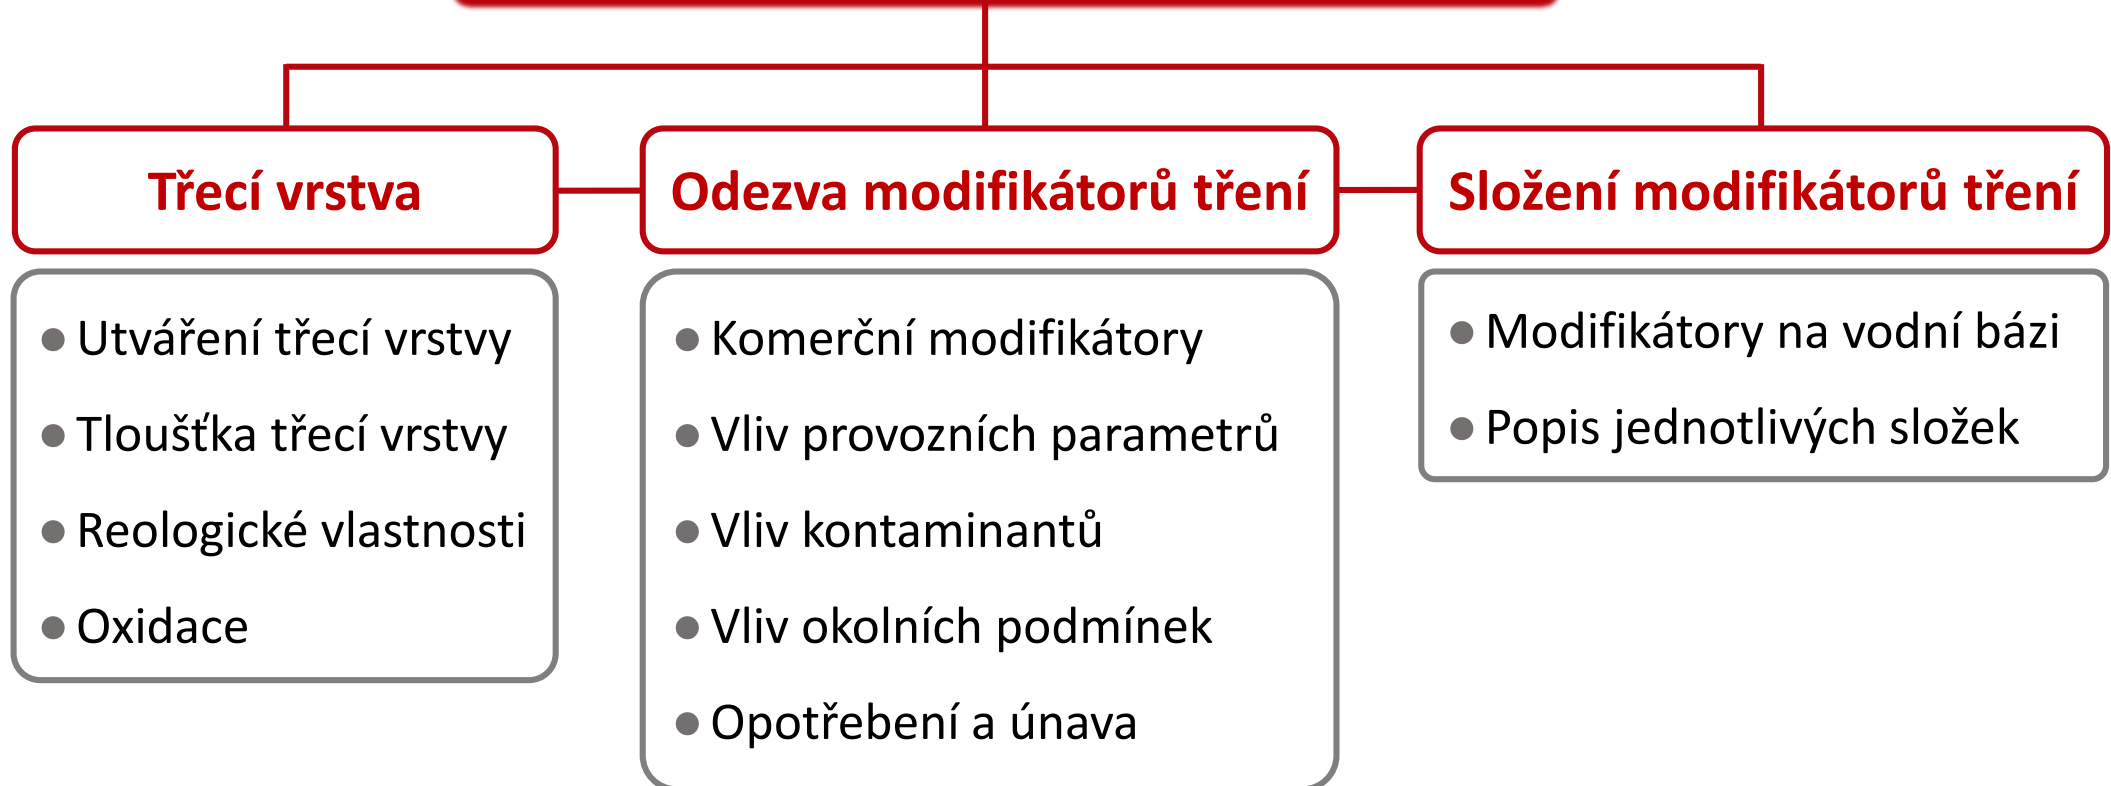 Třecí vrstva
Odezva modifikátorů tření
Složení modifikátorů tření
Utváření třecí vrstvy
Tloušťka třecí vrstvy
Reologické vlastnosti
Oxidace
Komerční modifikátory
Vliv provozních parametrů
Vliv kontaminantů
Vliv okolních podmínek
Opotřebení a únava
Modifikátory na vodní bázi
Popis jednotlivých složek